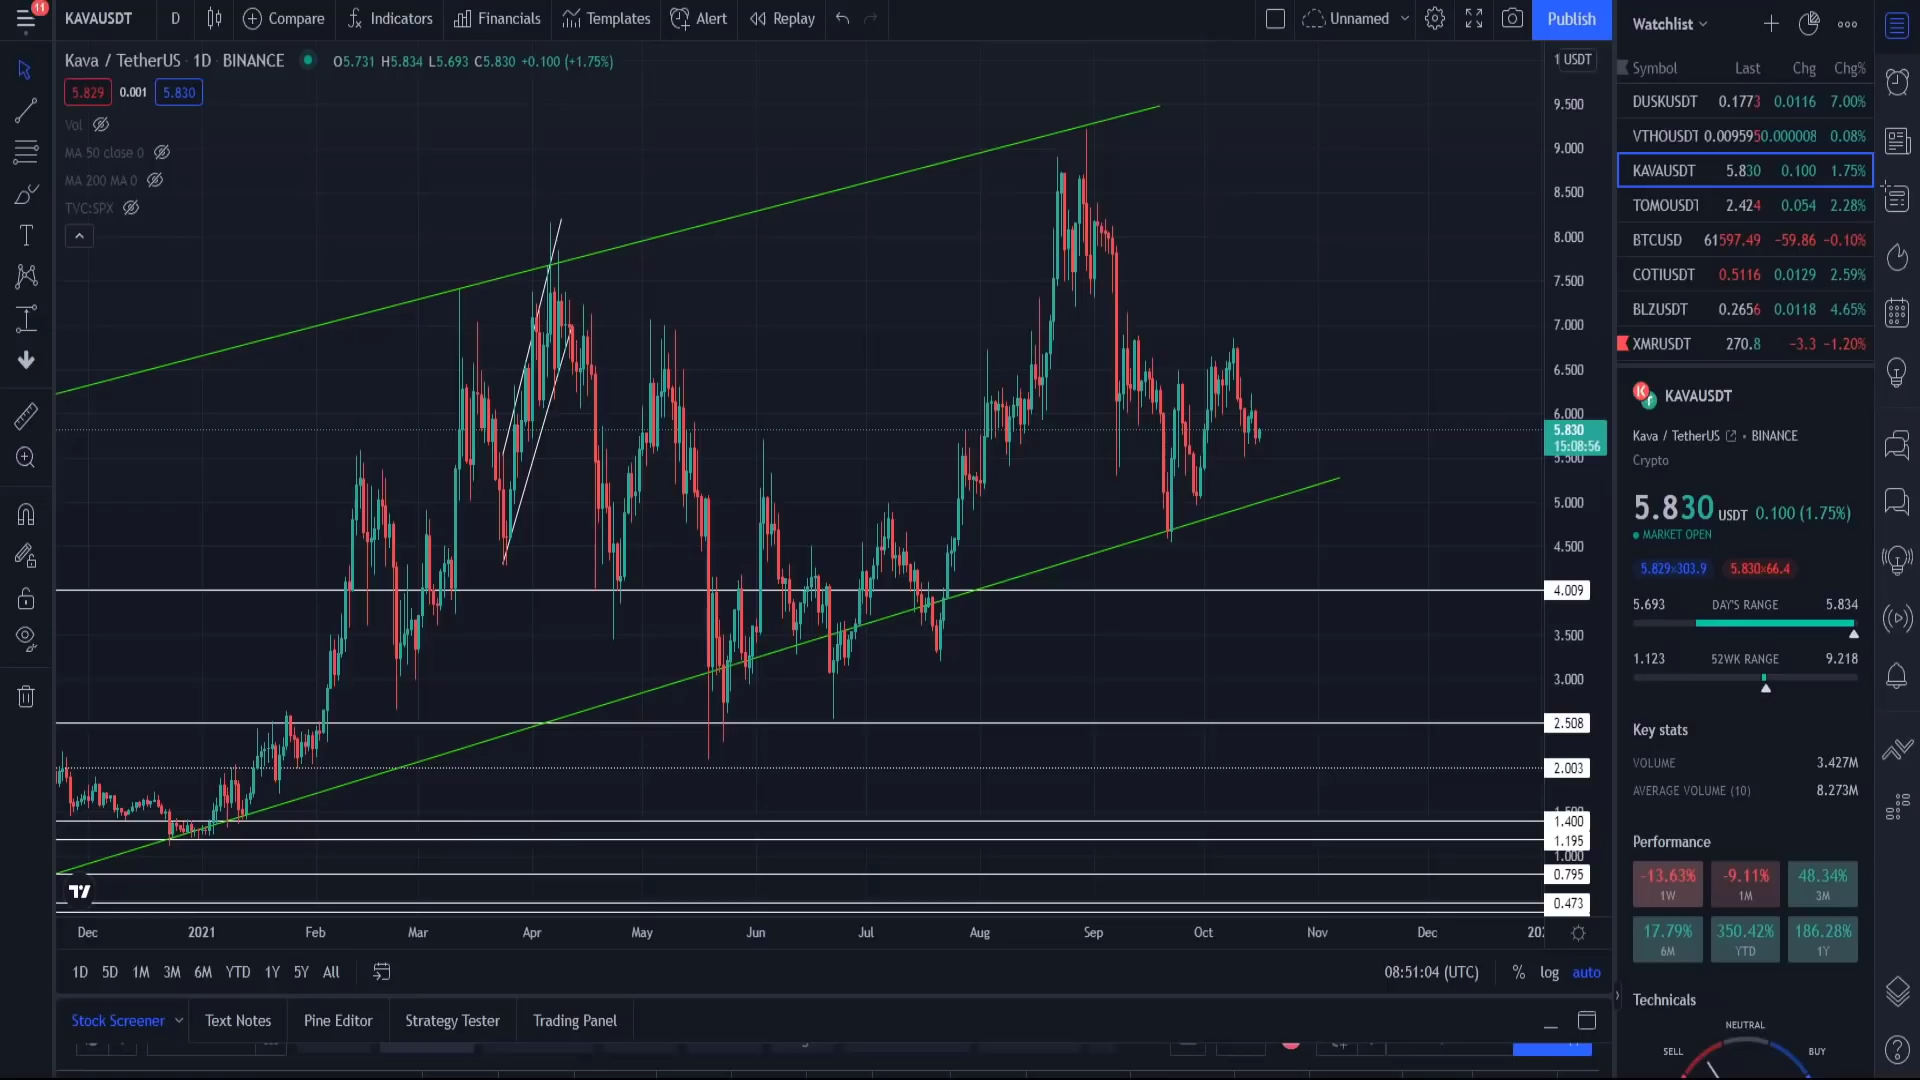 11
KAVAUSDT D Compare Indicators Financials Templates Alert Replay Unnamed Publish
Kava / TetherUS · 1D · BINANCE O5.731 H5.834 L5.693 C5.830 +0.100 (+1.75%)
5.829 0.001 5.830
Vol
MA 50 close 0
MA 200 MA 0
TVC:SPX
1 USDT
9.500
9.000
8.500
8.000
7.500
7.000
6.500
6.000
5.830
15:08:56
5.500
5.000
4.500
4.009
3.500
3.000
2.508
2.003
1.500
1.400
1.195
1.000
0.795
0.473
Dec 2021 Feb Mar Apr May Jun Jul Aug Sep Oct Nov Dec
1D 5D 1M 3M 6M YTD 1Y 5Y All 08:51:04 (UTC) % log auto
Stock Screener Text Notes Pine Editor Strategy Tester Trading Panel
Watchlist
Symbol Last Chg Chg%
DUSKUSDT 0.1773 0.0116 7.00%
VTHOUSDT 0.0095950.000008 0.08%
KAVAUSDT 5.830 0.100 1.75%
TOMOUSDT 2.424 0.054 2.28%
BTCUSD 61597.49 −59.86 −0.10%
COTIUSDT 0.5116 0.0129 2.59%
BLZUSDT 0.2656 0.0118 4.65%
XMRUSDT 270.8 −3.3 −1.20%
KAVAUSDT
Kava / TetherUS • BINANCE
Crypto
5.830 USDT 0.100 (1.75%)
MARKET OPEN
5.829×303.9 5.830×66.4
5.693 DAY'S RANGE 5.834
1.123 52WK RANGE 9.218
Key stats
VOLUME 3.427M
AVERAGE VOLUME (10) 8.273M
Performance
-13.63% -9.11% 48.34%
1W 1M 3M
17.79% 350.42% 186.28%
6M YTD 1Y
Technicals
NEUTRAL
SELL BUY